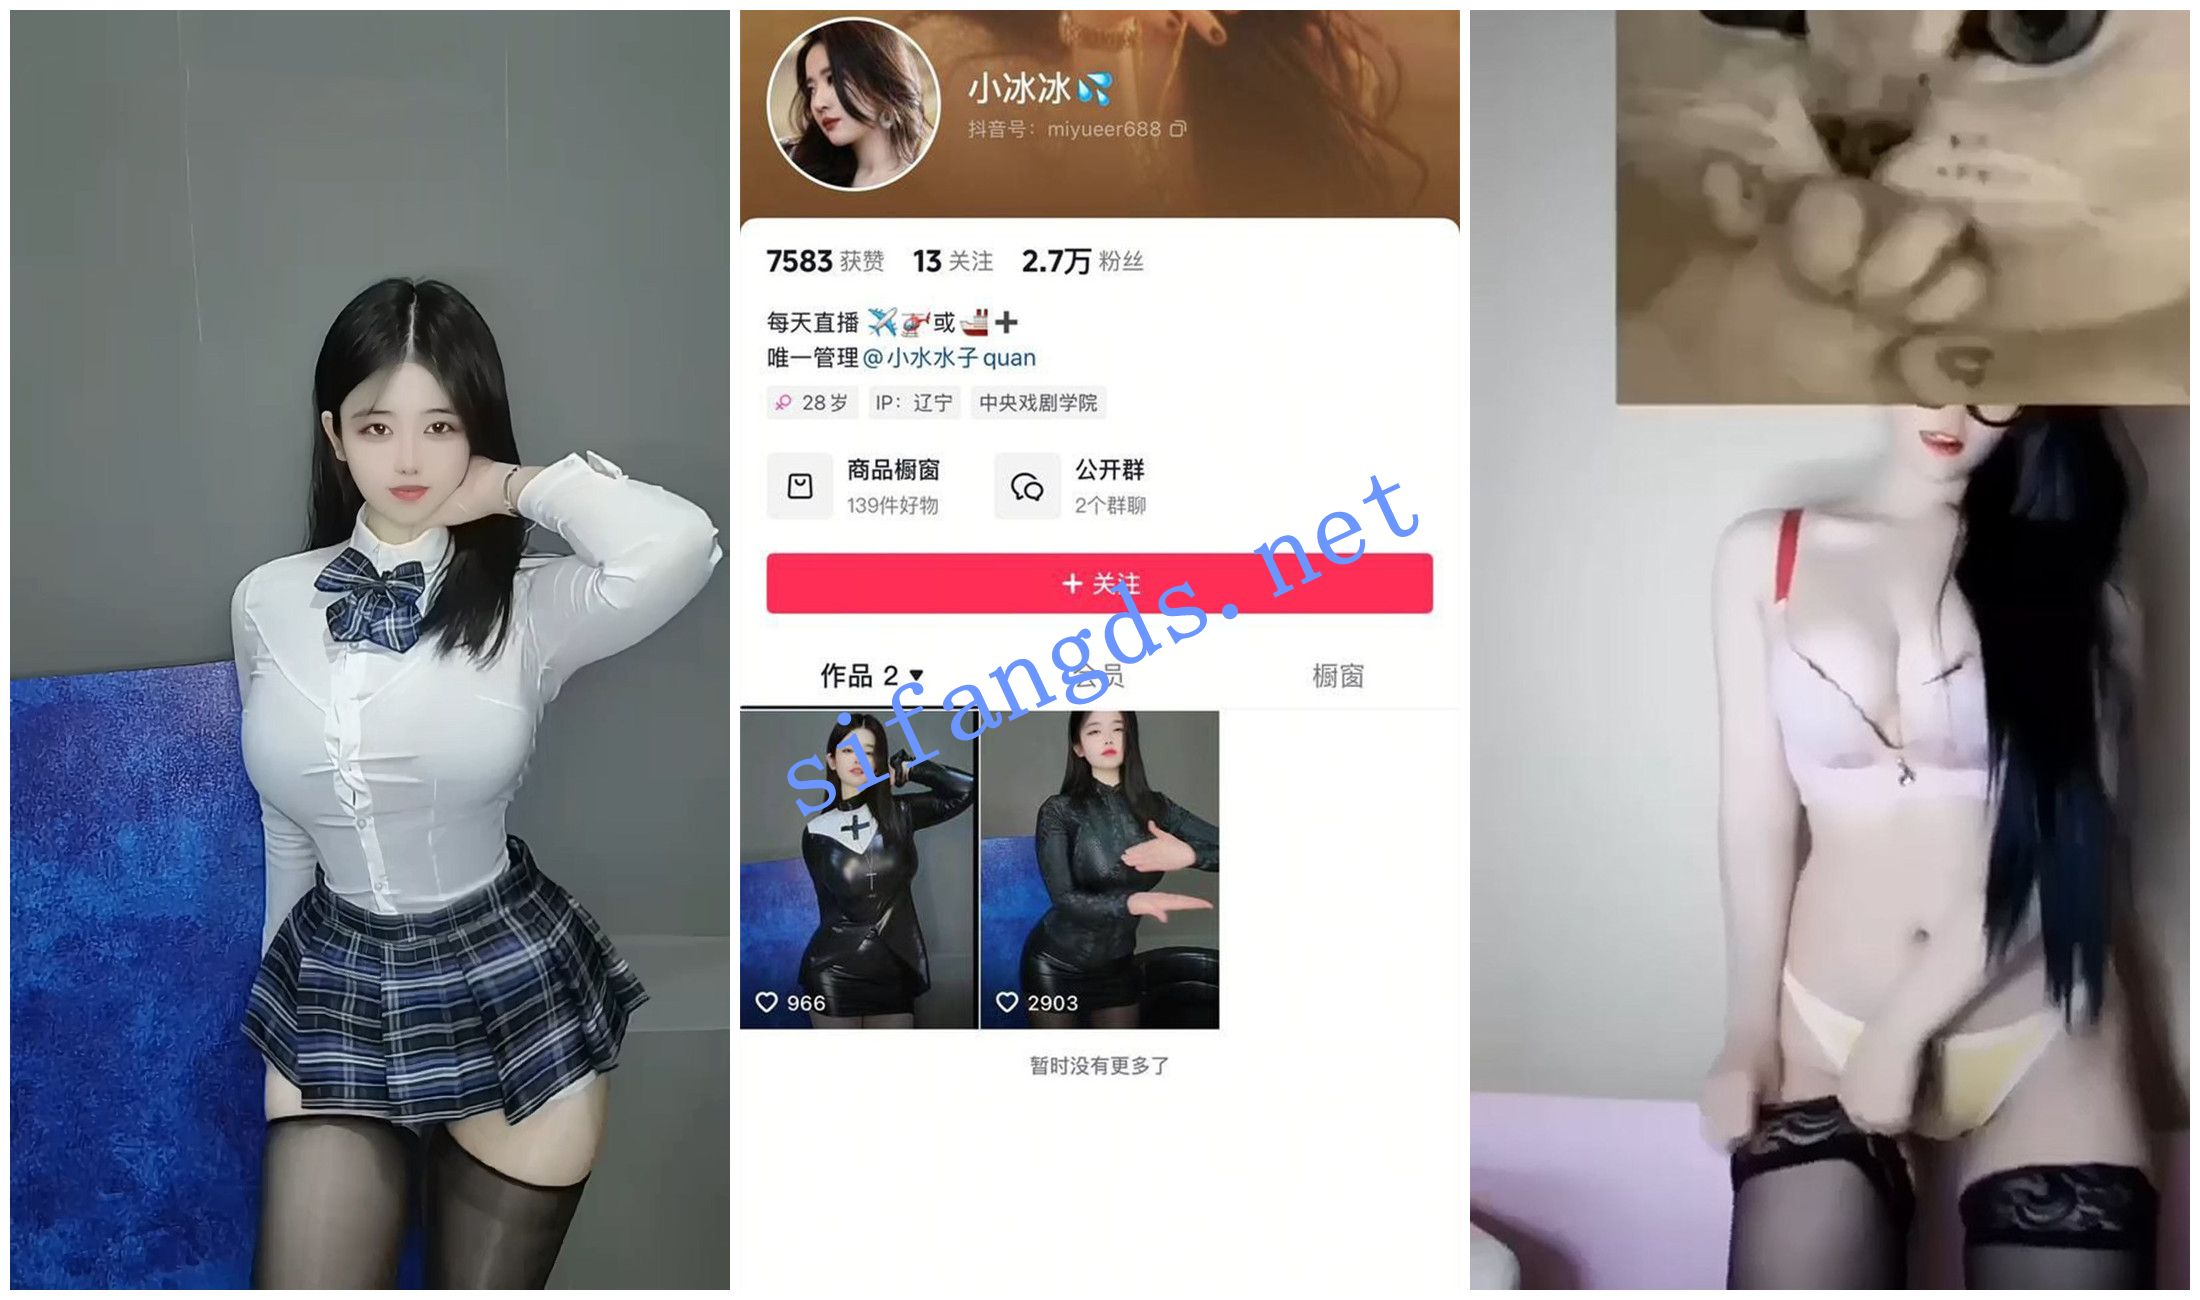 小冰冰💦
抖音号：miyueer688
7583 获赞 13 关注 2.7万 粉丝
每天直播 ✈️🚁或🚢➕
唯一管理@小水水子quan
28岁 IP：辽宁 中央戏剧学院
商品橱窗
139件好物
公开群
2个群聊
+ 关注
作品 2 ▾ 会员 橱窗
sifangds.net
966 2903
暂时没有更多了